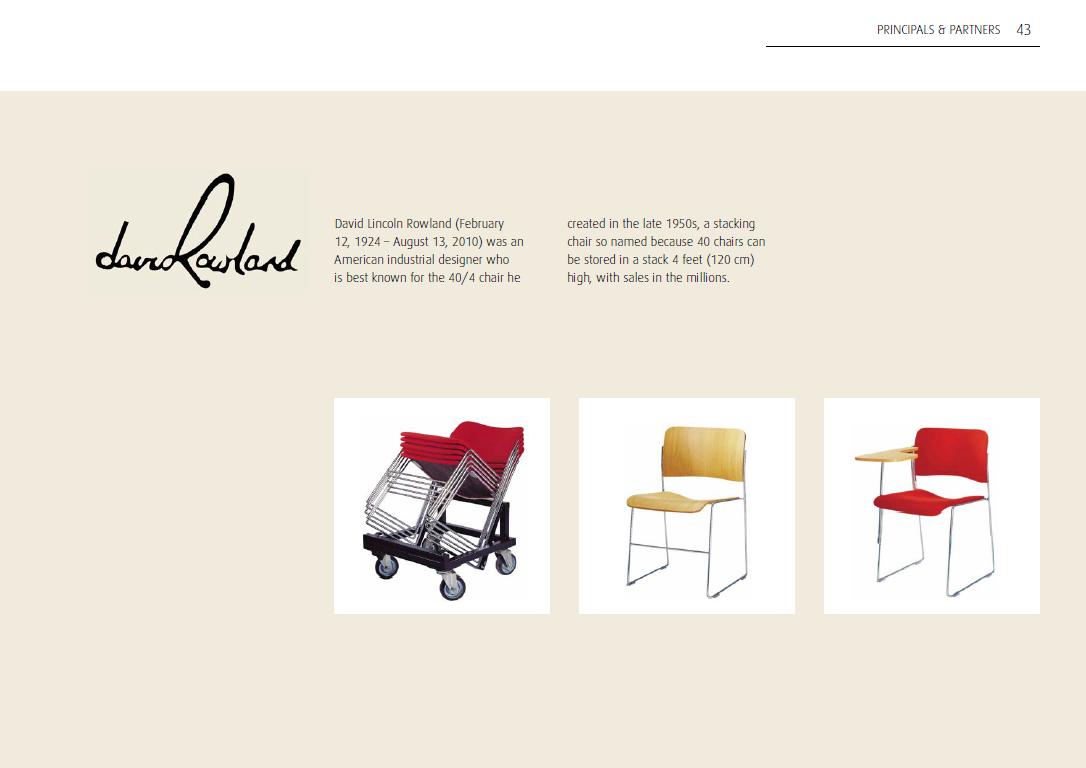 PRINCIPALS & PARTNERS 43
david Rowland
David Lincoln Rowland (February
12, 1924 – August 13, 2010) was an
American industrial designer who
is best known for the 40/4 chair he
created in the late 1950s, a stacking
chair so named because 40 chairs can
be stored in a stack 4 feet (120 cm)
high, with sales in the millions.